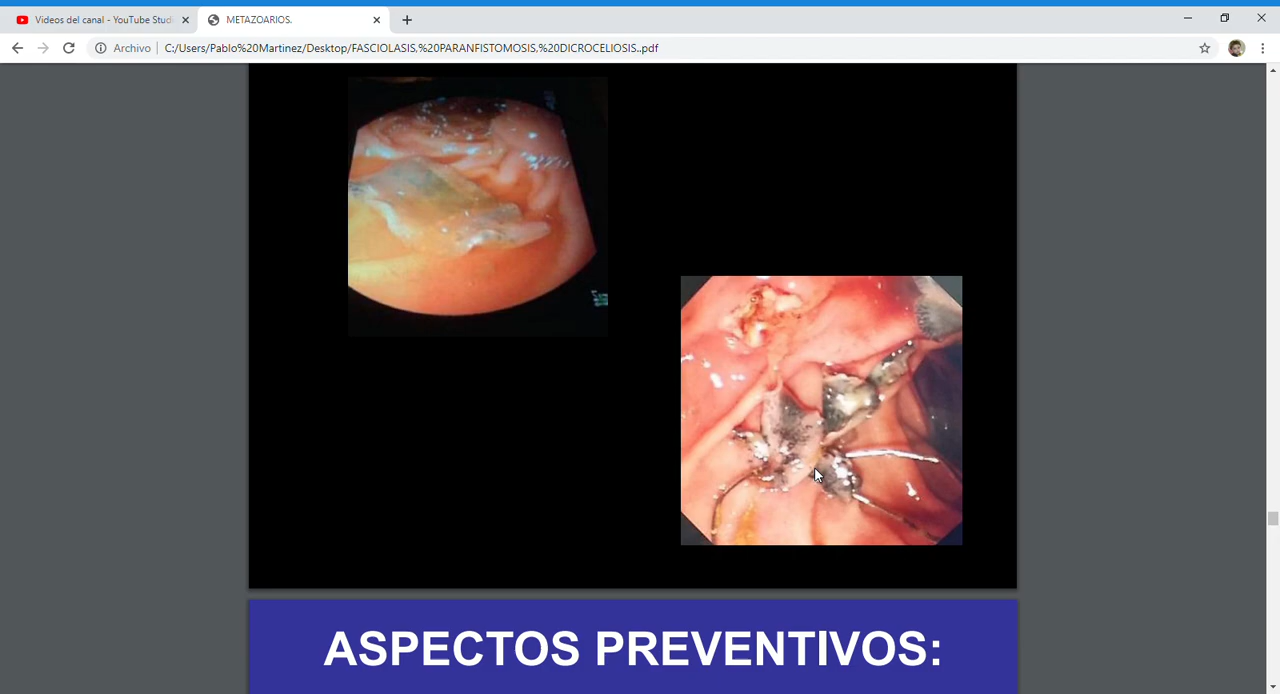 Videos del canal - YouTube Stud
METAZOARIOS.
Archivo
C:/Users/Pablo%20Martinez/Desktop/FASCIOLASIS,%20PARANFISTOMOSIS,%20DICROCELIOSIS..pdf
ASPECTOS PREVENTIVOS: